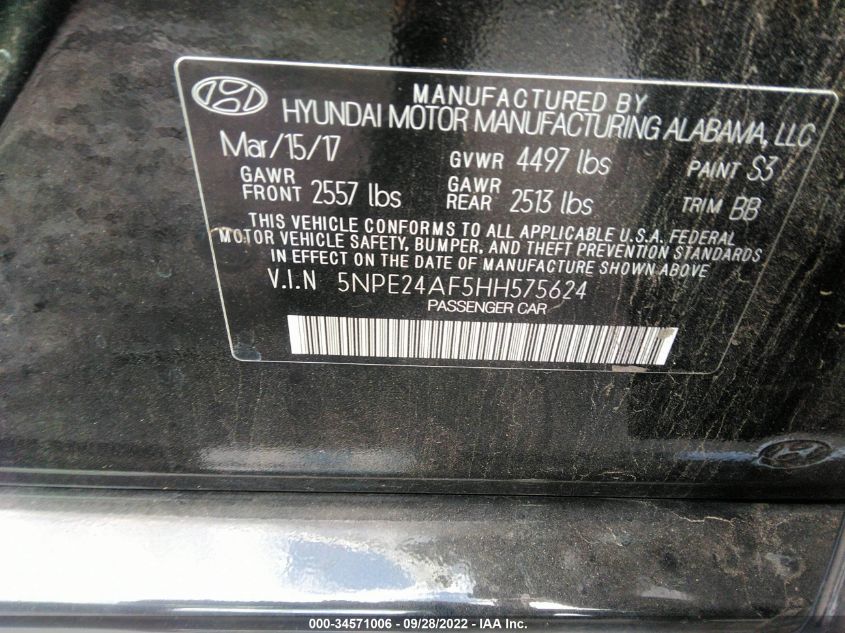 MANUFACTURED BY
HYUNDAI MOTOR MANUFACTURING ALABAMA, LLC
Mar/15/17 GVWR 4497 lbs PAINT S3
GAWR FRONT 2557 lbs GAWR REAR 2513 lbs TRIM BB
THIS VEHICLE CONFORMS TO ALL APPLICABLE U.S.A. FEDERAL
MOTOR VEHICLE SAFETY, BUMPER, AND THEFT PREVENTION STANDARDS
IN EFFECT ON THE DATE OF MANUFACTURE SHOWN ABOVE
V.I.N 5NPE24AF5HH575624
PASSENGER CAR
000-34571006 - 09/28/2022 - IAA Inc.